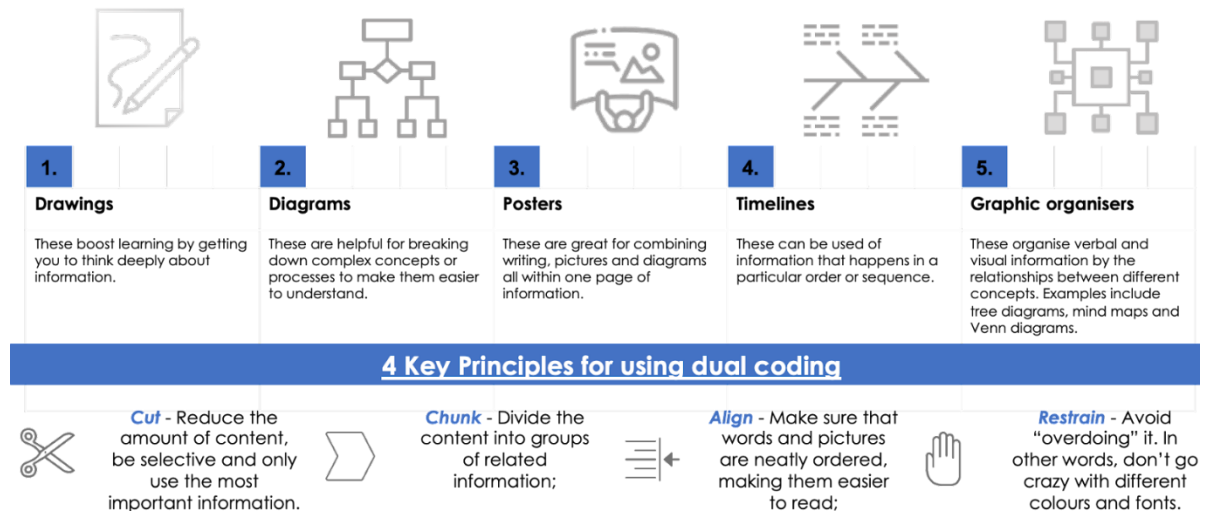 1.
Drawings
These boost learning by getting
you to think deeply about
information.
2.
Diagrams
These are helpful for breaking
down complex concepts or
processes to make them easier
to understand.
3.
Posters
These are great for combining
writing, pictures and diagrams
all within one page of
information.
4.
Timelines
These can be used of
information that happens in a
particular order or sequence.
5.
Graphic organisers
These organise verbal and
visual information by the
relationships between different
concepts. Examples include
tree diagrams, mind maps and
Venn diagrams.
4 Key Principles for using dual coding
Cut - Reduce the
amount of content,
be selective and only
use the most
important information.
Chunk - Divide the
content into groups
of related
information;
Align - Make sure that
words and pictures
are neatly ordered,
making them easier
to read;
Restrain - Avoid
“overdoing” it. In
other words, don’t go
crazy with different
colours and fonts.